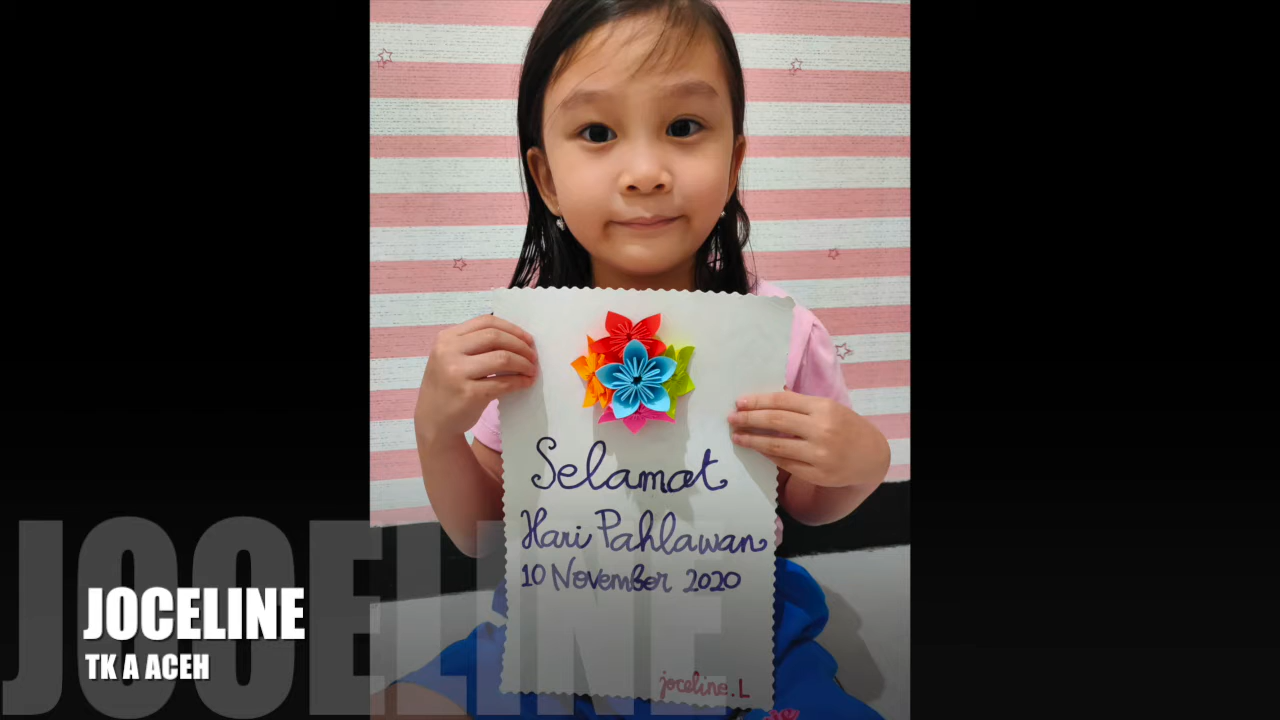 Selamat
Hari Pahlawan
10 November 2020
joceline.L
JOCELINE
JOCELINE
TK A ACEH